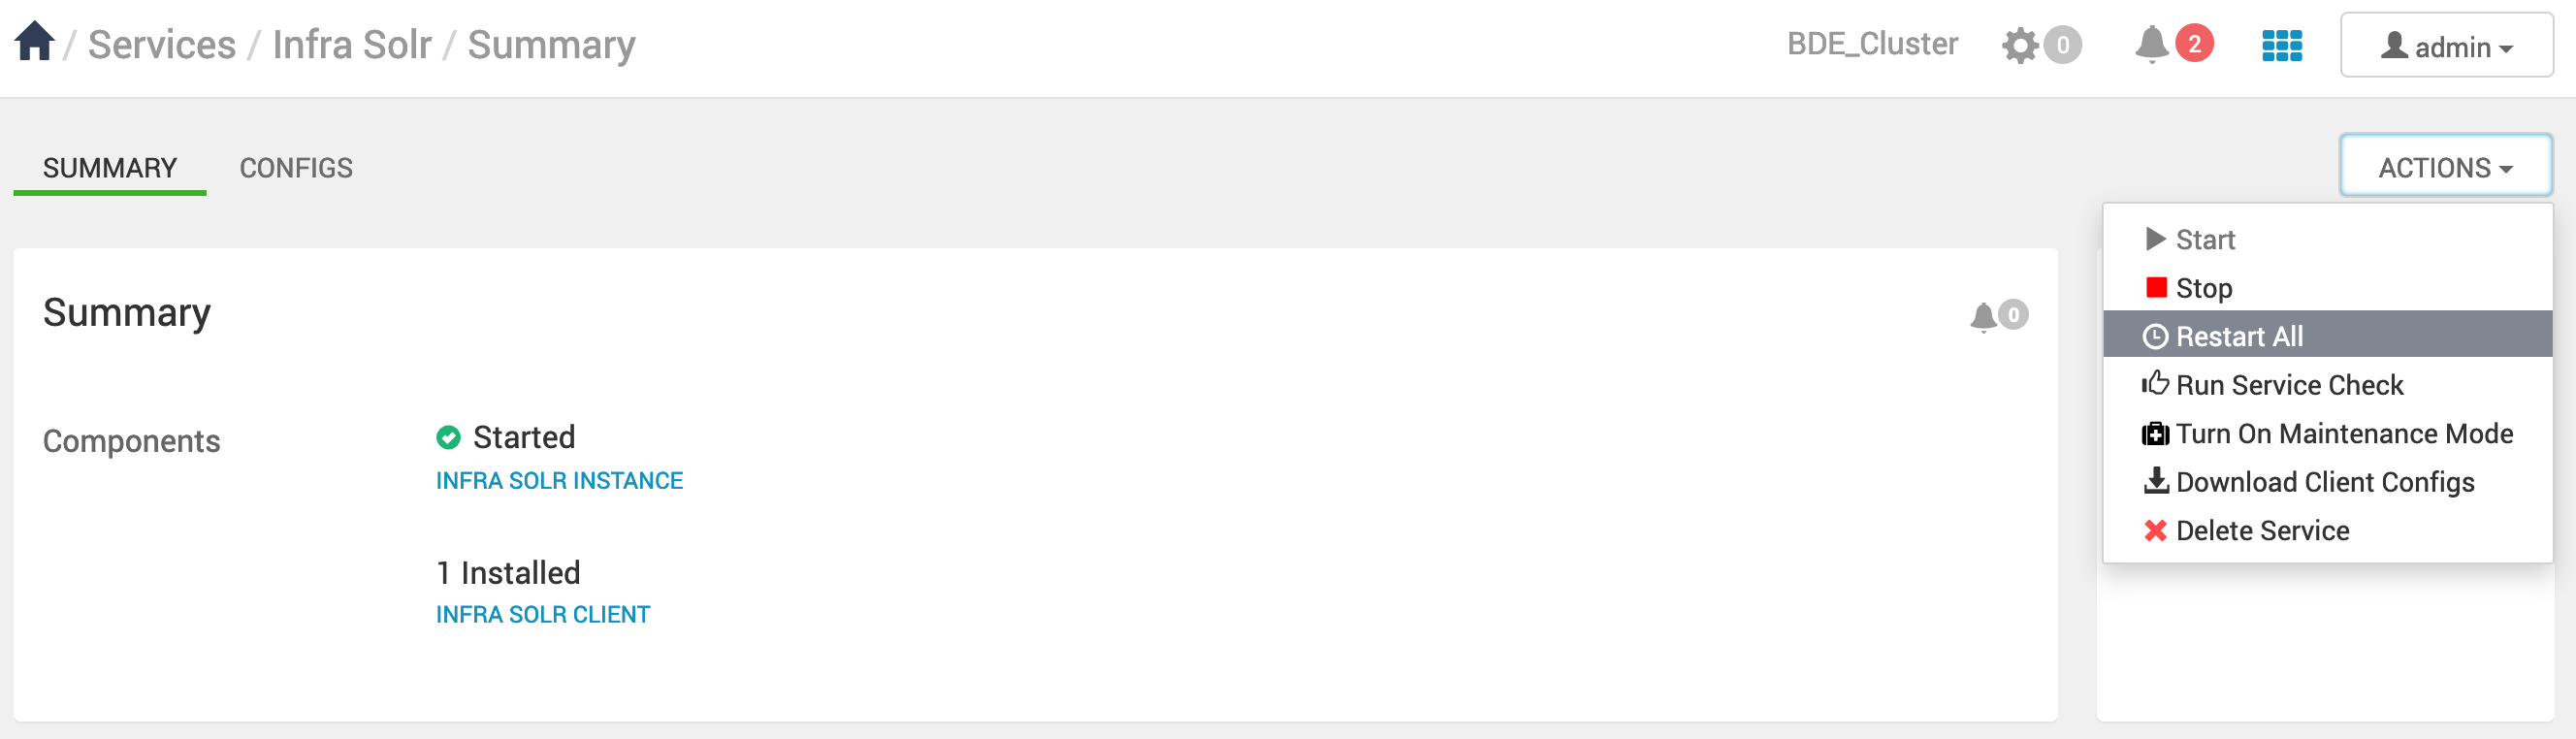 / Services / Infra Solr / Summary
BDE_Cluster 0 2 admin
SUMMARY CONFIGS ACTIONS
Start
Stop
Restart All
Run Service Check
Turn On Maintenance Mode
Download Client Configs
Delete Service
Summary 0
Components
Started
INFRA SOLR INSTANCE
1 Installed
INFRA SOLR CLIENT